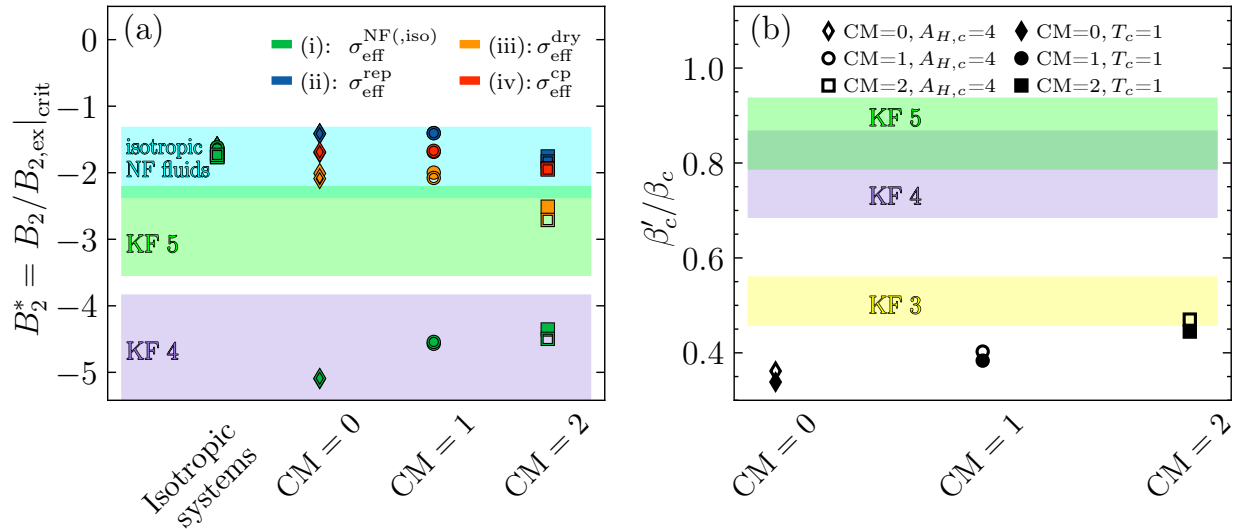 (a)
(i): σ_eff^NF(,iso)
(iii): σ_eff^dry
(ii): σ_eff^rep
(iv): σ_eff^cp
B₂* = B₂/B₂,ex|crit
0
−1
−2
−3
−4
−5
isotropic
NF fluids
KF 5
KF 4
Isotropic
systems
CM = 0
CM = 1
CM = 2
(b)
CM=0, A_H,c=4
CM=0, T_c=1
CM=1, A_H,c=4
CM=1, T_c=1
CM=2, A_H,c=4
CM=2, T_c=1
β′_c/β_c
1.0
0.8
0.6
0.4
KF 5
KF 4
KF 3
CM = 0
CM = 1
CM = 2